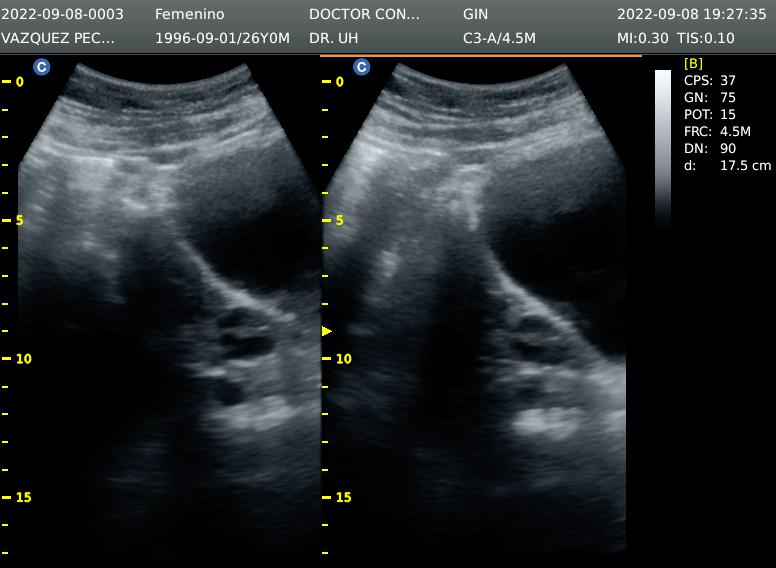 2022-09-08-0003 Femenino DOCTOR CON... GIN 2022-09-08 19:27:35
VAZQUEZ PEC... 1996-09-01/26Y0M DR. UH C3-A/4.5M MI:0.30 TIS:0.10
C C [B]
0 0 CPS: 37
GN: 75
POT: 15
FRC: 4.5M
DN: 90
d: 17.5 cm
5 5
10 10
15 15